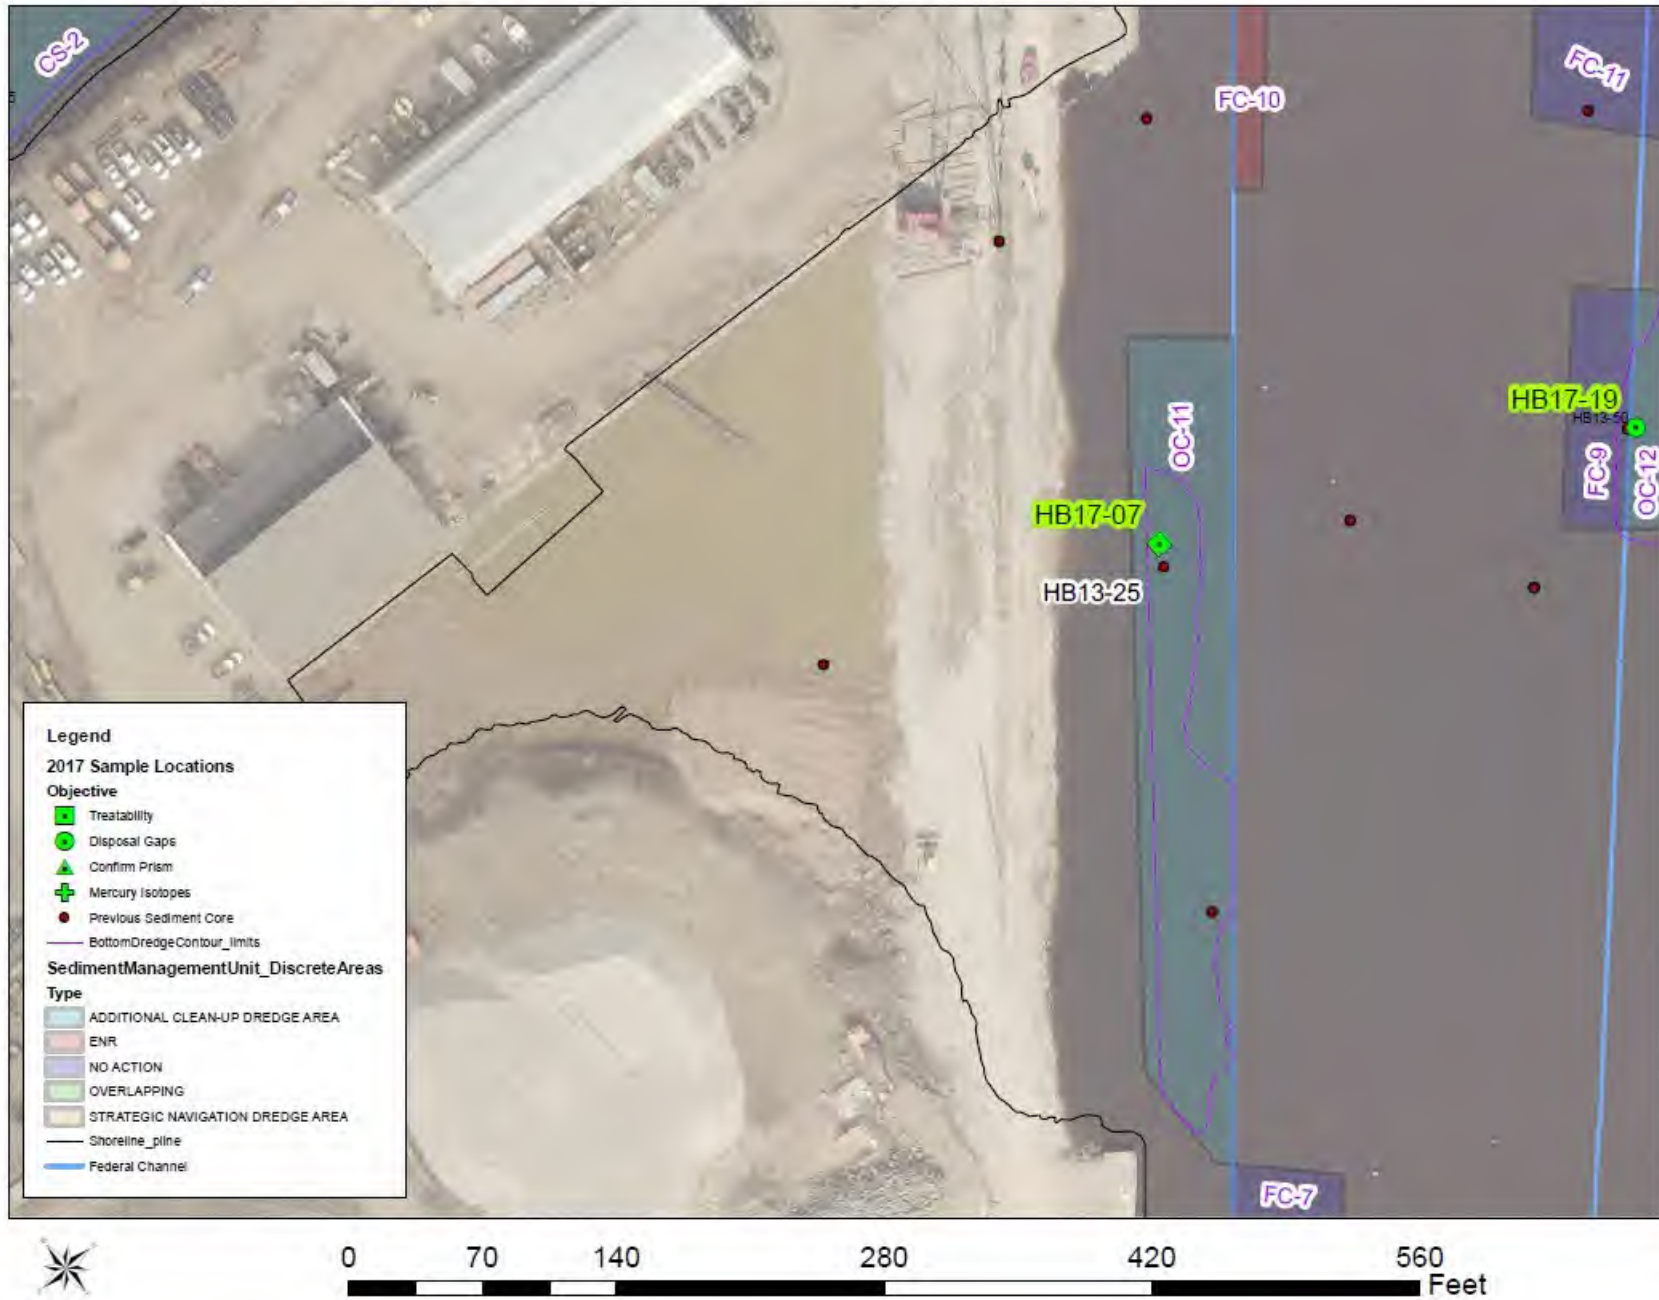 CS-2
FC-10
FC-11
OC-11
HB17-19
HB13-50
FC-9
OC-12
HB17-07
HB13-25
FC-7
Legend
2017 Sample Locations
Objective
Treatability
Disposal Gaps
Confirm Prism
Mercury Isotopes
Previous Sediment Core
BottomDredgeContour_limits
SedimentManagementUnit_DiscreteAreas
Type
ADDITIONAL CLEAN-UP DREDGE AREA
ENR
NO ACTION
OVERLAPPING
STRATEGIC NAVIGATION DREDGE AREA
Shoreline_pline
Federal Channel
0 70 140 280 420 560
Feet